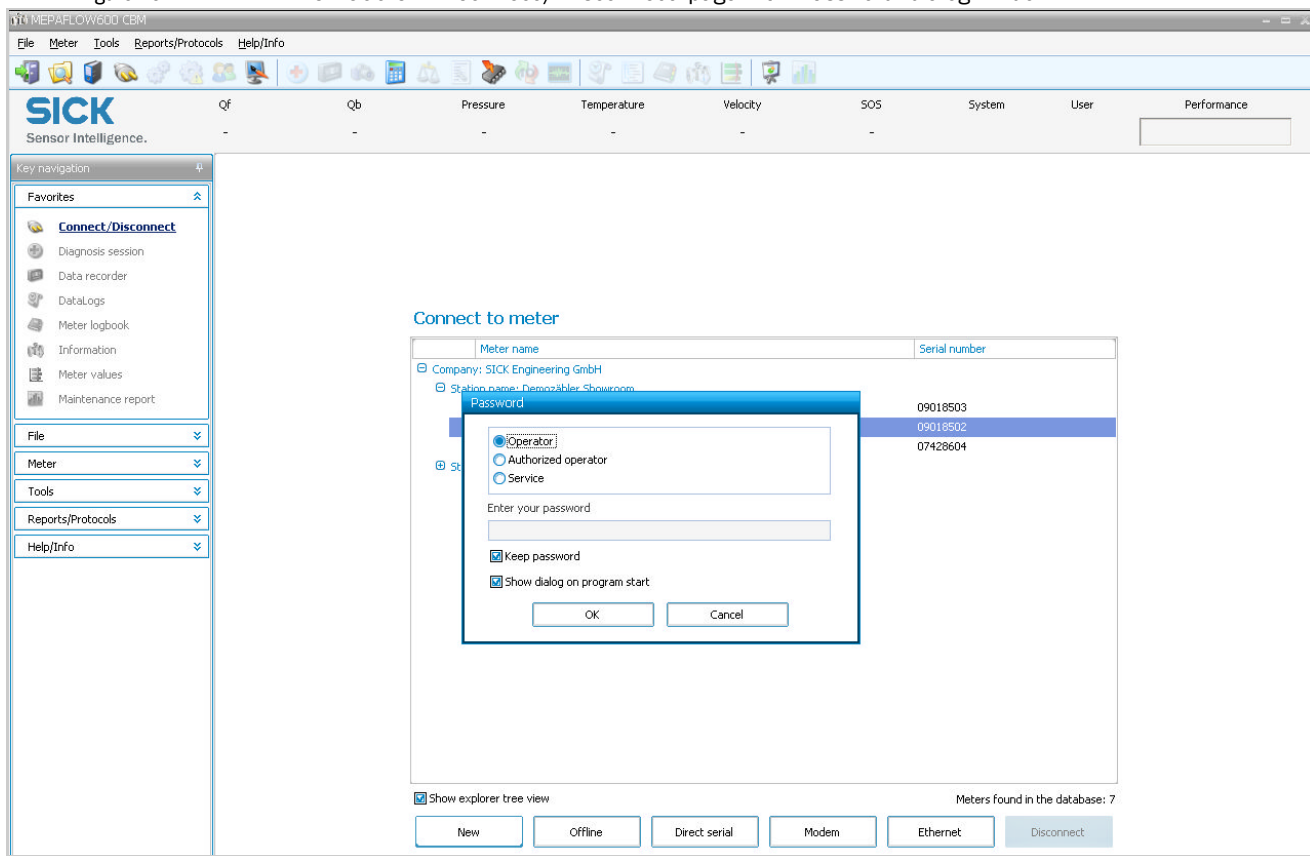 MEPAFLOW600 CBM
File Meter Tools Reports/Protocols Help/Info
SICK
Sensor Intelligence.
Qf Qb Pressure Temperature Velocity SOS System User Performance
- - - - - -
Key navigation
Favorites
Connect/Disconnect
Diagnosis session
Data recorder
DataLogs
Meter logbook
Information
Meter values
Maintenance report
File
Meter
Tools
Reports/Protocols
Help/Info
Connect to meter
Meter name Serial number
Company: SICK Engineering GmbH
Station name: Demozähler Showroom
09018503
09018502
07428604
St
Password
Operator
Authorized operator
Service
Enter your password
Keep password
Show dialog on program start
OK Cancel
Show explorer tree view Meters found in the database: 7
New Offline Direct serial Modem Ethernet Disconnect